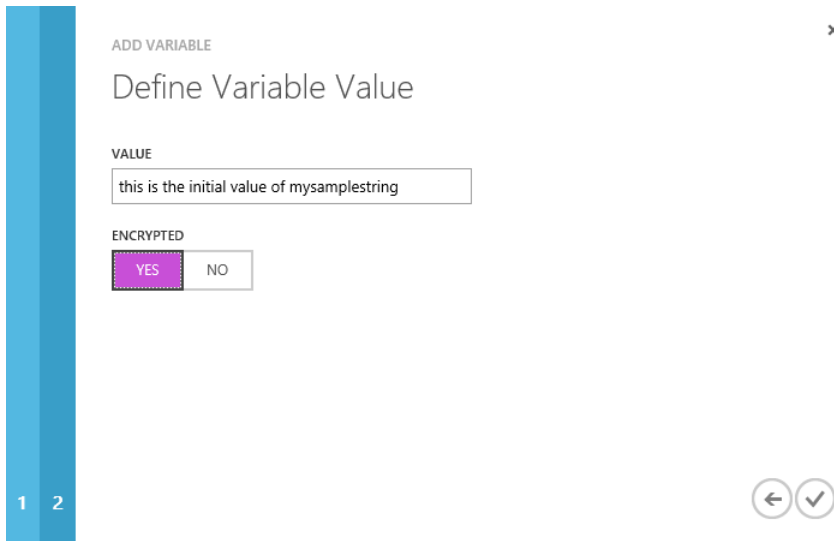 ADD VARIABLE
Define Variable Value
VALUE
this is the initial value of mysamplestring
ENCRYPTED
YES NO
1 2